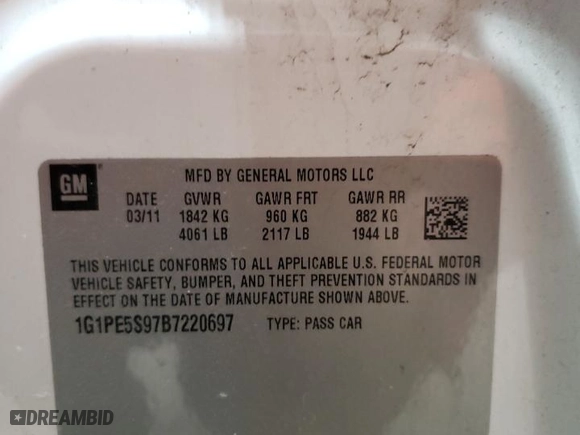 GM ®
MFD BY GENERAL MOTORS LLC
DATE GVWR GAWR FRT GAWR RR
03/11 1842 KG 960 KG 882 KG
4061 LB 2117 LB 1944 LB
THIS VEHICLE CONFORMS TO ALL APPLICABLE U.S. FEDERAL MOTOR
VEHICLE SAFETY, BUMPER, AND THEFT PREVENTION STANDARDS
IN EFFECT ON THE DATE OF MANUFACTURE SHOWN ABOVE.
1G1PE5S97B7220697 TYPE: PASS CAR
DREAMBID